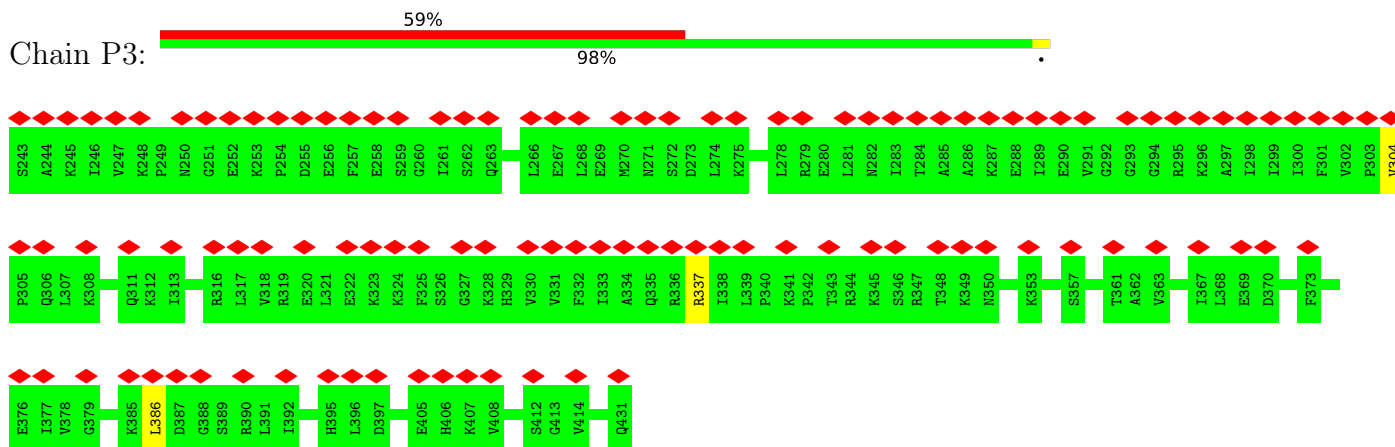 59%
Chain P3:
98%
.
S243 A244 K245 I246 V247 K248 P249 N250 G251 E252 K253 P254 D255 E256 F257 E258 S259 G260 I261 S262 Q263 L266 E267 L268 E269 M270 N271 S272 D273 L274 K275 L278 R279 E280 L281 N282 I283 T284 A285 A286 K287 E288 I289 E290 V291 G292 G293 G294 R295 K296 A297 I298 I299 I300 F301 V302 P303 V304
P305 Q306 L307 K308 Q311 K312 I313 R316 L317 V318 R319 E320 L321 E322 K323 K324 F325 S326 G327 K328 H329 V330 V331 F332 I333 A334 Q335 R336 R337 I338 L339 P340 K341 P342 T343 R344 K345 S346 R347 T348 K349 N350 K353 S357 T361 A362 V363 I367 L368 E369 D370 F373
E376 I377 V378 G379 K385 L386 D387 G388 S389 R390 L391 I392 H395 L396 D397 E405 H406 K407 V408 S412 G413 V414 Q431